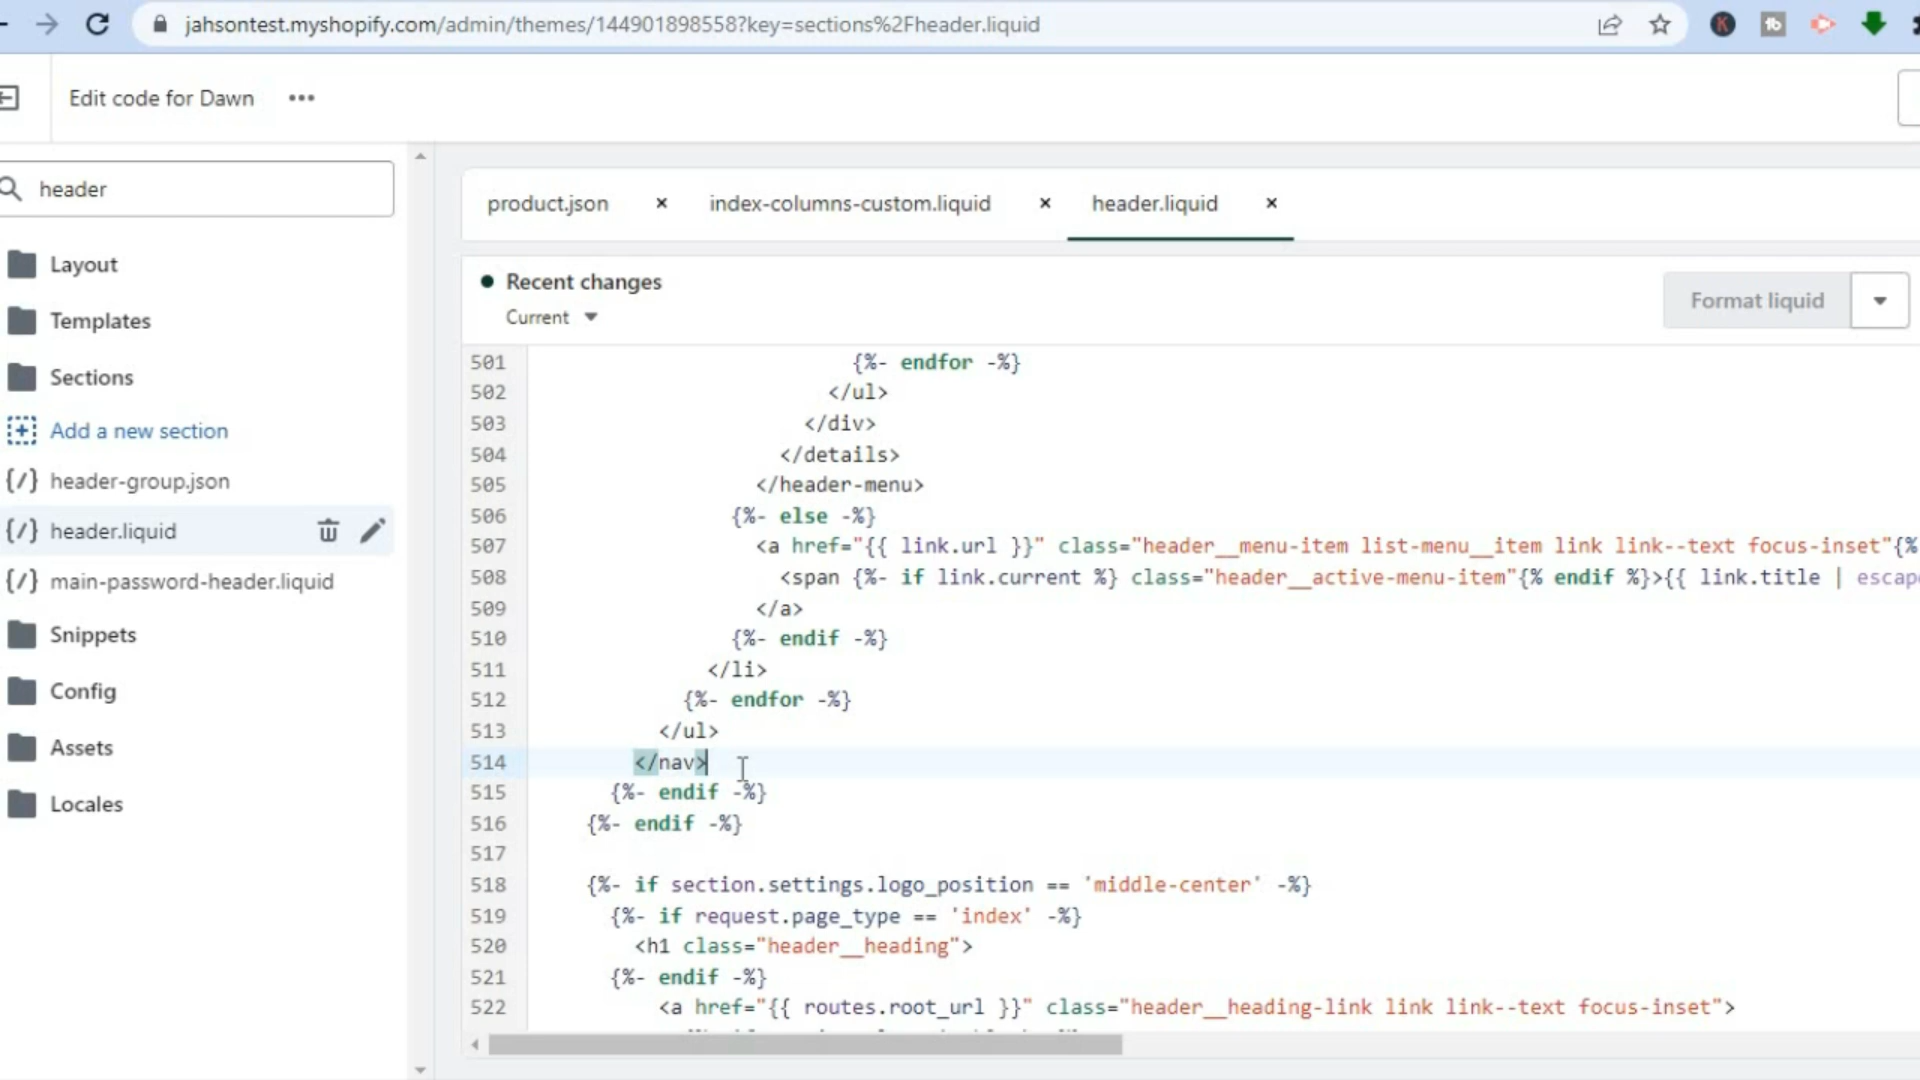 jahsontest.myshopify.com/admin/themes/144901898558?key=sections%2Fheader.liquid
K
tb
Edit code for Dawn •••
header
Layout
Templates
Sections
Add a new section
{/} header-group.json
{/} header.liquid
{/} main-password-header.liquid
Snippets
Config
Assets
Locales
product.json × index-columns-custom.liquid × header.liquid ×
Recent changes
Current
Format liquid
501 {%- endfor -%}
502 </ul>
503 </div>
504 </details>
505 </header-menu>
506 {%- else -%}
507 <a href="{{ link.url }}" class="header__menu-item list-menu__item link link--text focus-inset"{%
508 <span {%- if link.current %} class="header__active-menu-item"{% endif %}>{{ link.title | escap
509 </a>
510 {%- endif -%}
511 </li>
512 {%- endfor -%}
513 </ul>
514 </nav>
515 {%- endif -%}
516 {%- endif -%}
517
518 {%- if section.settings.logo_position == 'middle-center' -%}
519 {%- if request.page_type == 'index' -%}
520 <h1 class="header__heading">
521 {%- endif -%}
522 <a href="{{ routes.root_url }}" class="header__heading-link link link--text focus-inset">